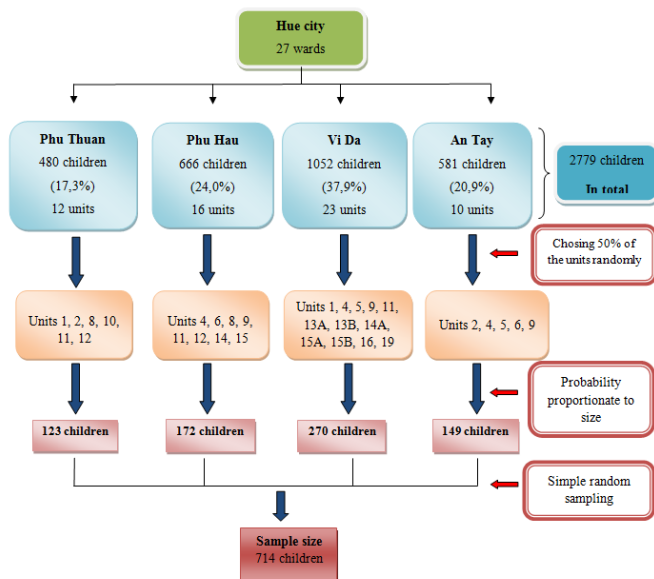 Hue city
27 wards
Phu Thuan
480 children
(17,3%)
12 units
Phu Hau
666 children
(24,0%)
16 units
Vi Da
1052 children
(37,9%)
23 units
An Tay
581 children
(20,9%)
10 units
2779 children
In total
Chosing 50% of
the units randomly
Units 1, 2, 8, 10,
11, 12
Units 4, 6, 8, 9,
11, 12, 14, 15
Units 1, 4, 5, 9, 11,
13A, 13B, 14A,
15A, 15B, 16, 19
Units 2, 4, 5, 6, 9
Probability
proportionate to
size
123 children
172 children
270 children
149 children
Simple random
sampling
Sample size
714 children